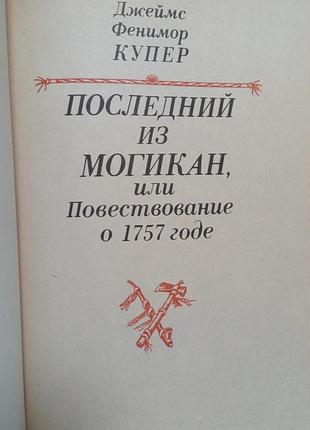 Джеймс
Фенимор
КУПЕР
ПОСЛЕДНИЙ
ИЗ
МОГИКАН,
или
Повествование
о 1757 годе